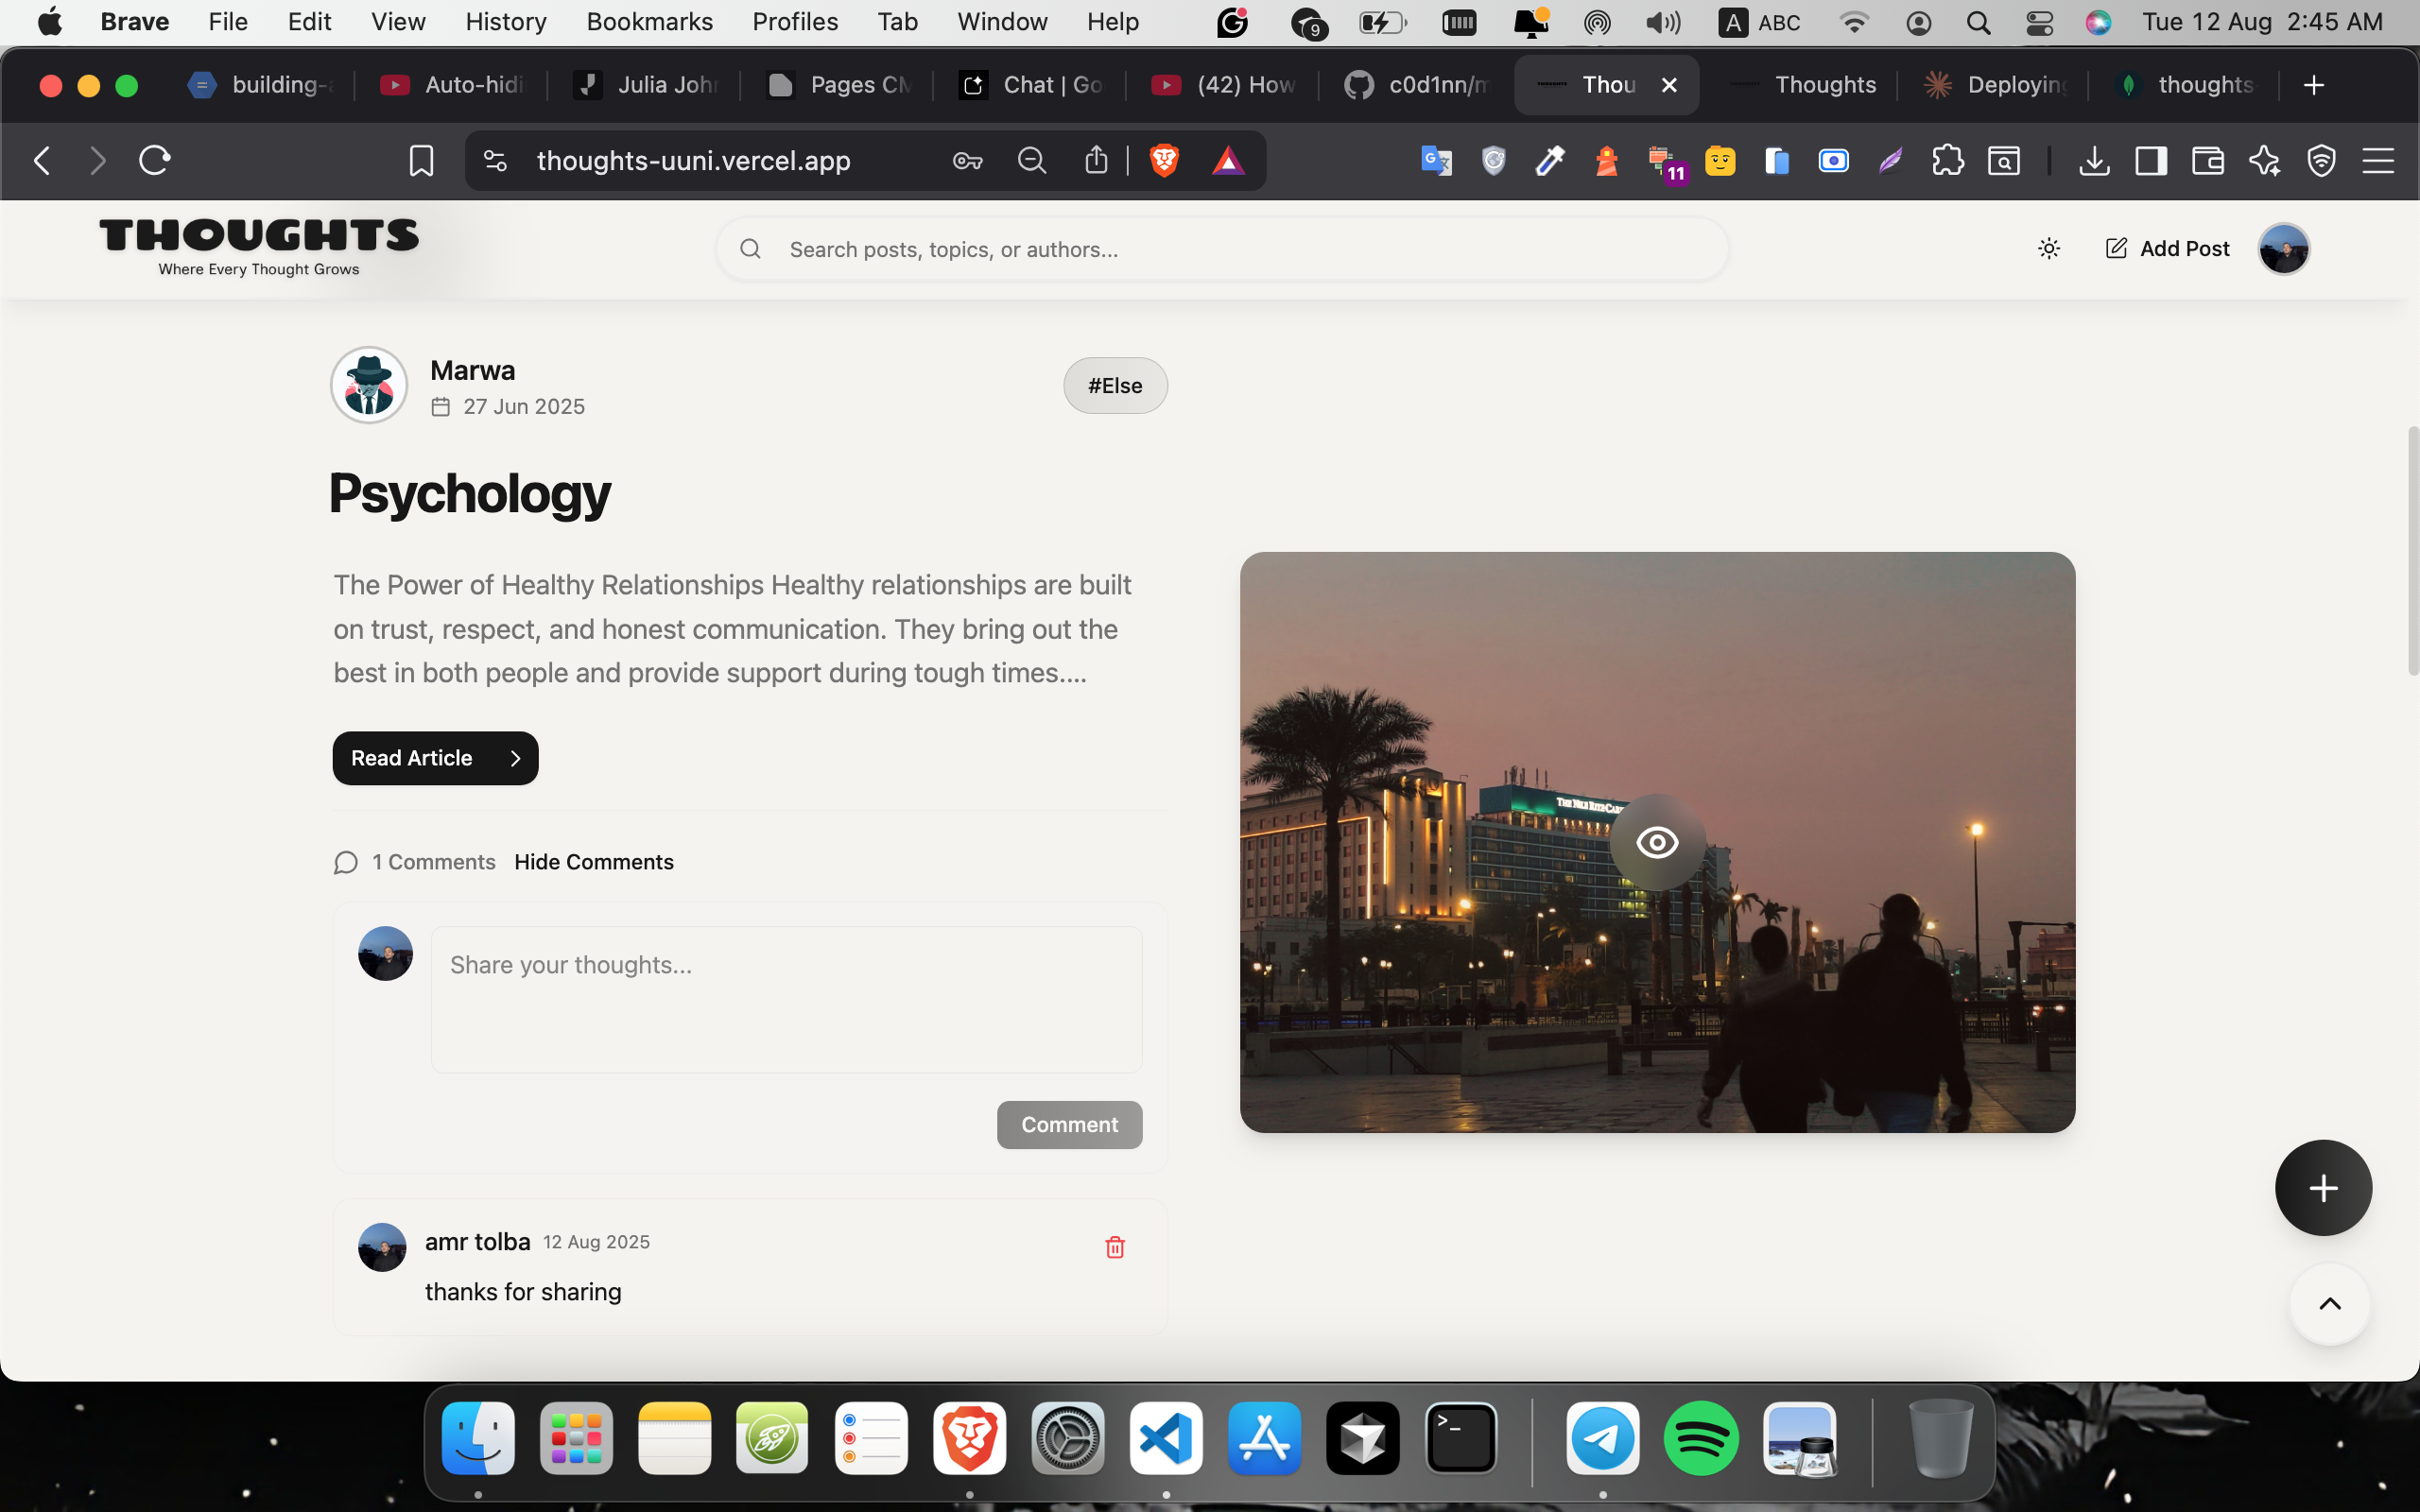 Brave File Edit View History Bookmarks Profiles Tab Window Help 9 A ABC Tue 12 Aug 2:45 AM
building- Auto-hidi Julia Joh Pages CM Chat | Go (42) How c0d1nn/m Thou Thoughts Deploying thoughts-
thoughts-uuni.vercel.app 11
THOUGHTS
Where Every Thought Grows
Search posts, topics, or authors...
Add Post
Marwa
27 Jun 2025
#Else
Psychology
The Power of Healthy Relationships Healthy relationships are built
on trust, respect, and honest communication. They bring out the
best in both people and provide support during tough times....
Read Article
THE NILE RITZ-CAR
1 Comments Hide Comments
Share your thoughts...
Comment
amr tolba 12 Aug 2025
thanks for sharing